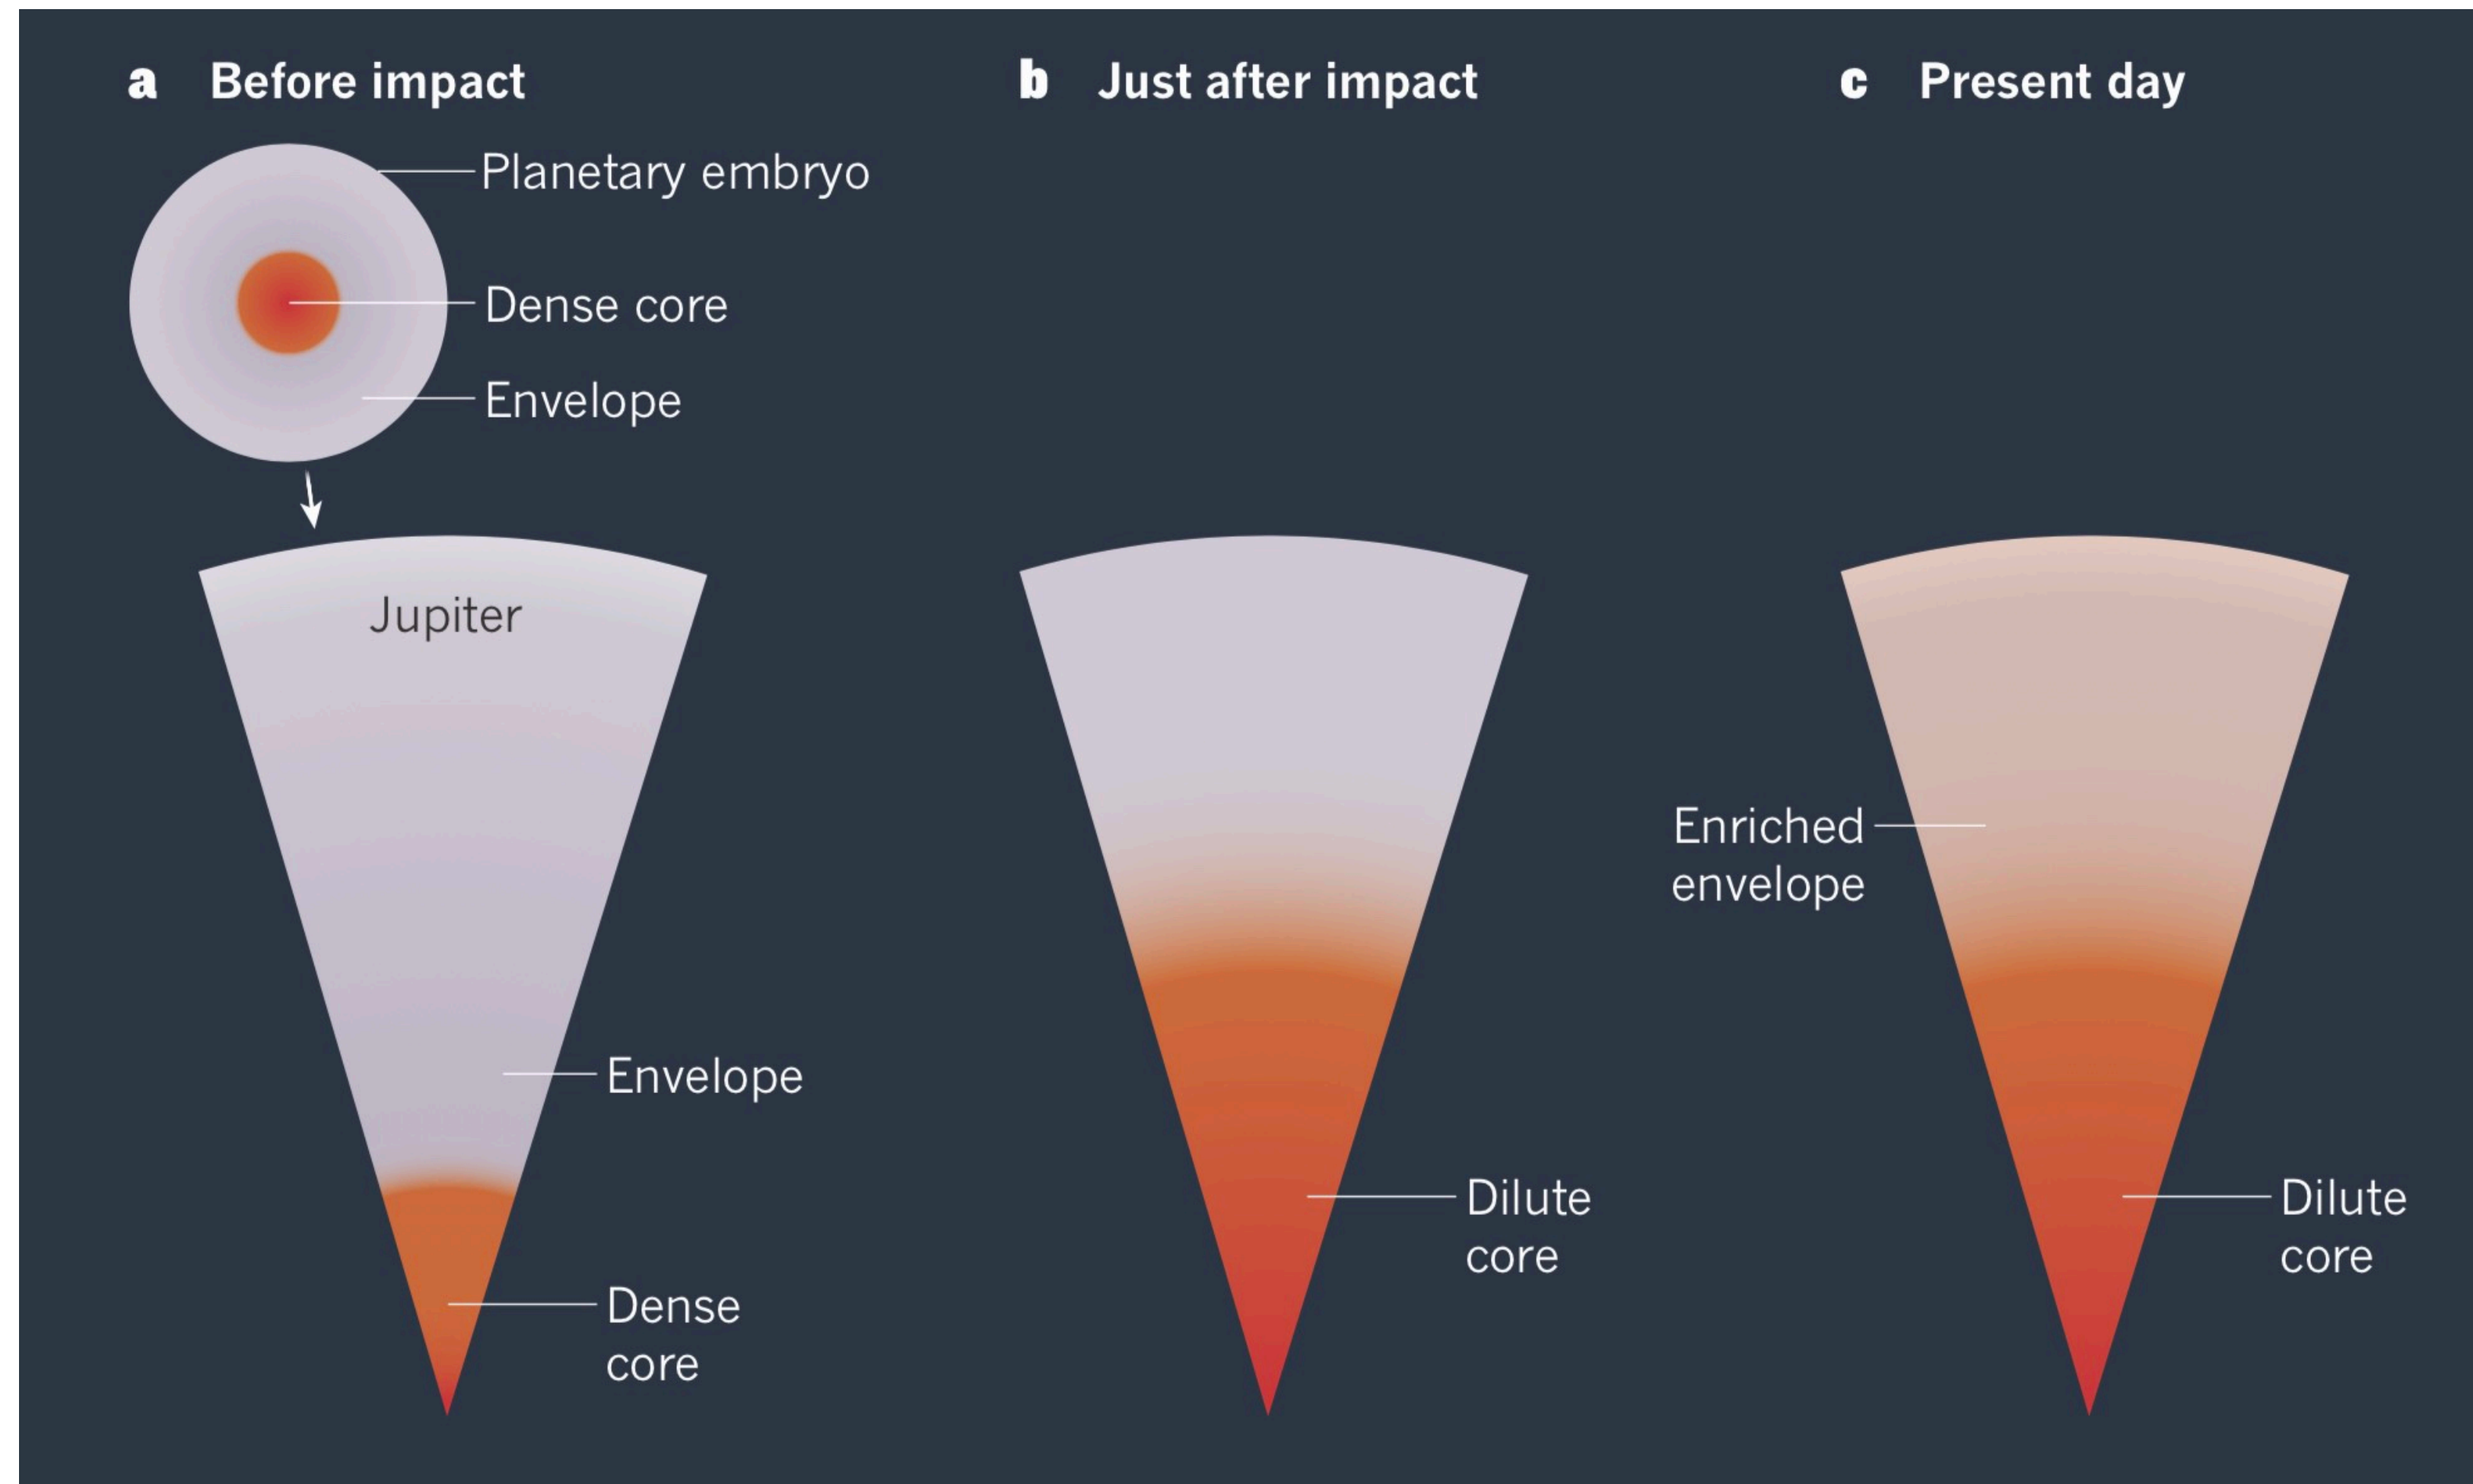 a Before impact
Planetary embryo
Dense core
Envelope
Jupiter
Envelope
Dense
core
b Just after impact
Dilute
core
c Present day
Enriched
envelope
Dilute
core